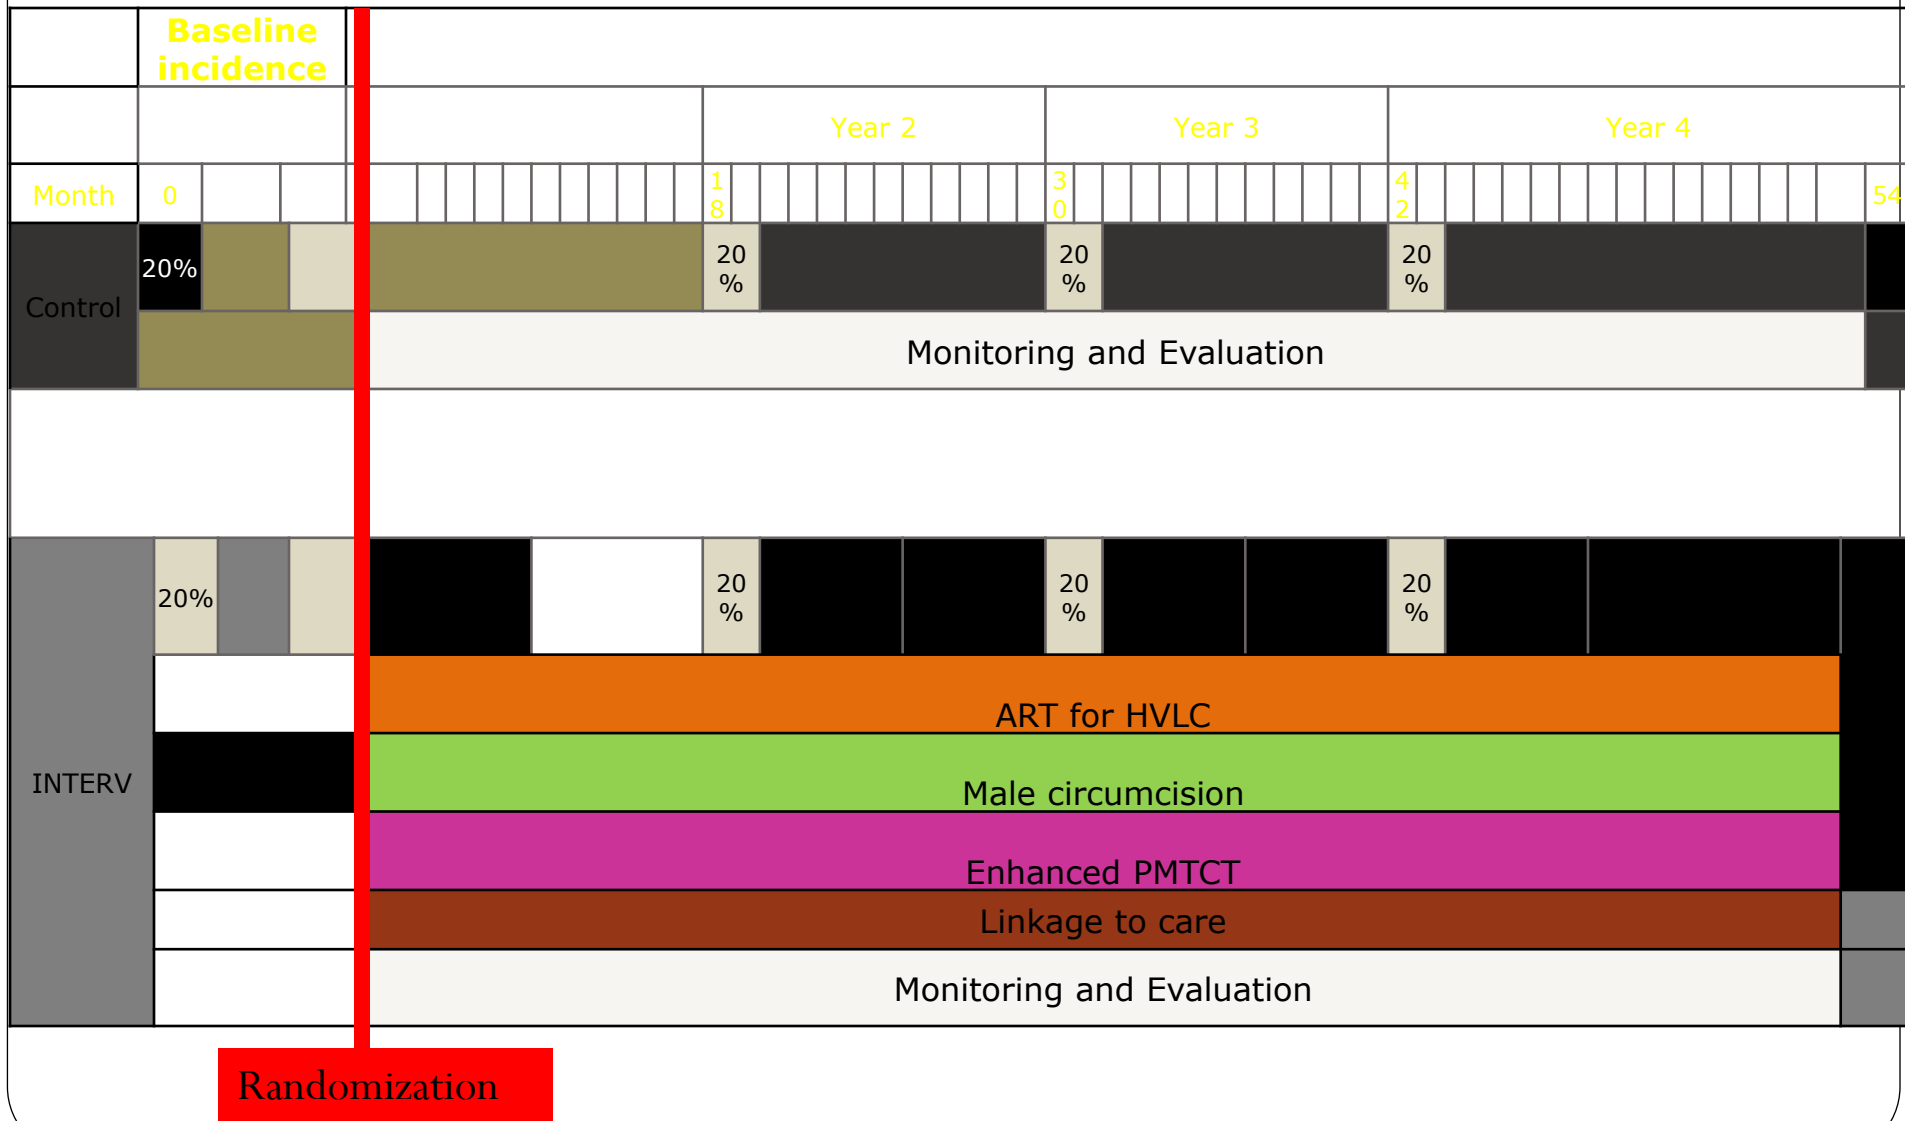 Baseline
incidence
Year 2
Year 3
Year 4
Month
0
1
8
3
0
4
2
54
Control
20%
20
%
20
%
20
%
Monitoring and Evaluation
INTERV
20%
20
%
20
%
20
%
ART for HVLC
Male circumcision
Enhanced PMTCT
Linkage to care
Monitoring and Evaluation
Randomization